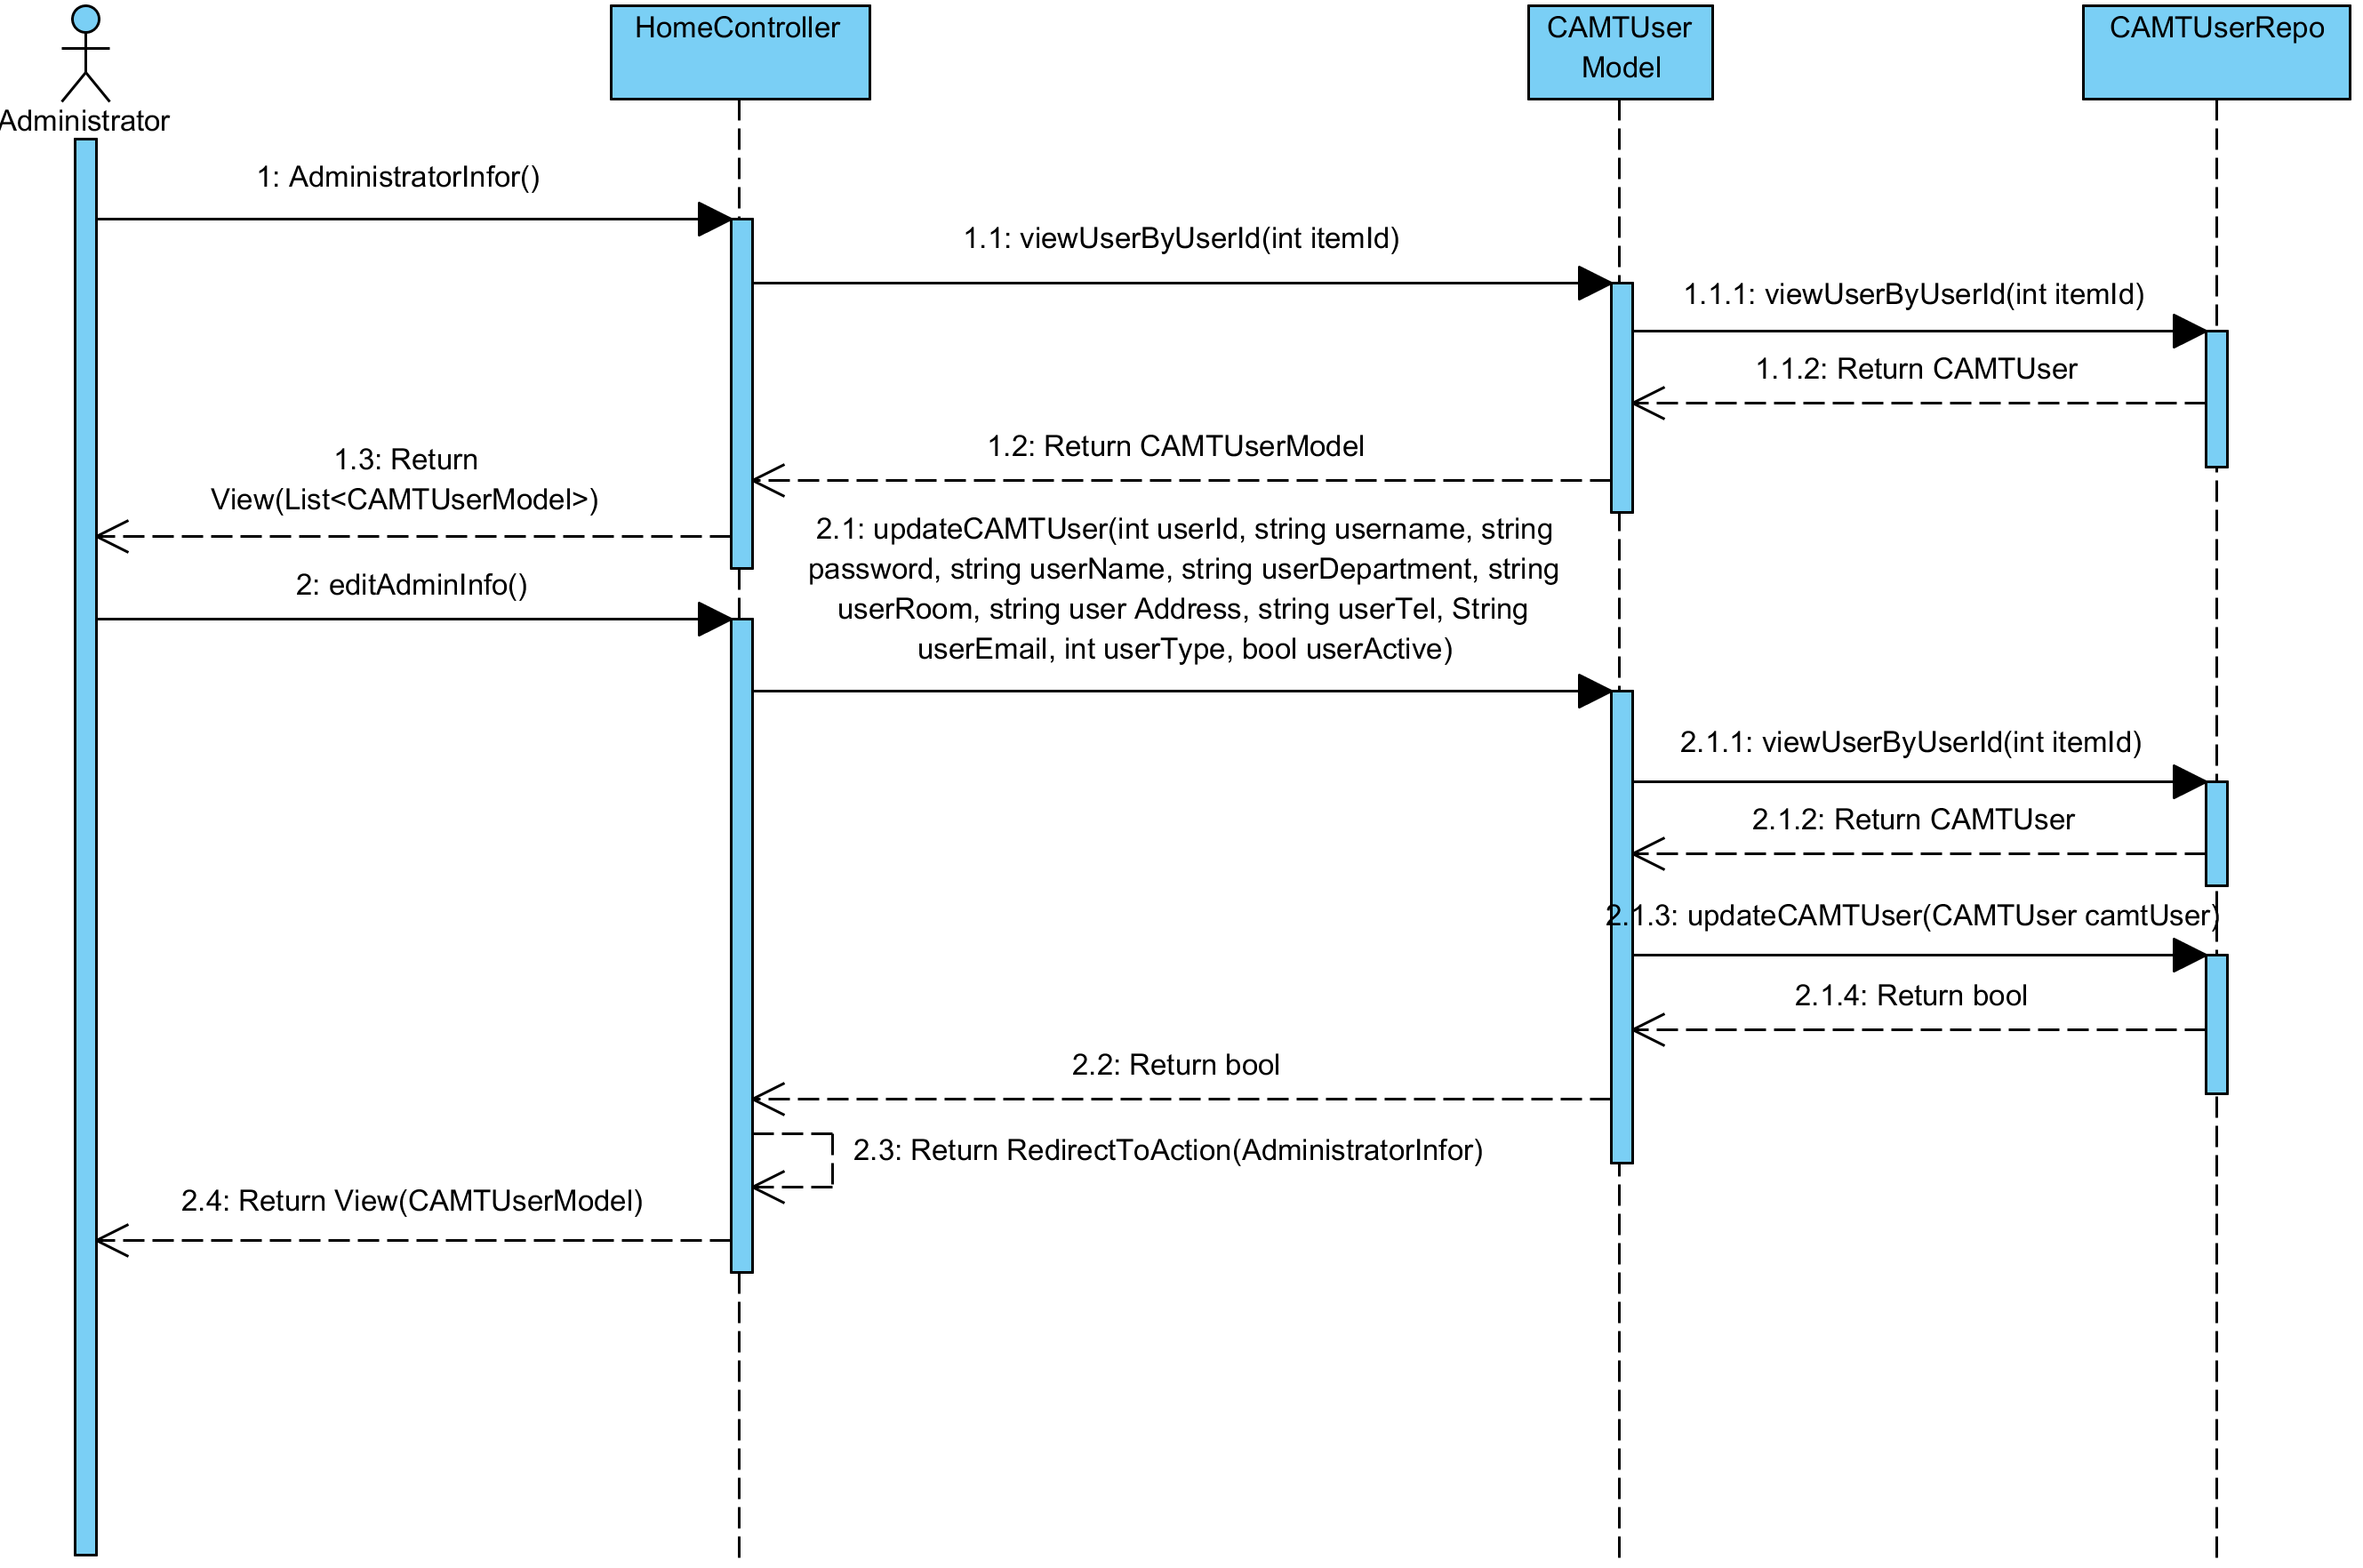 Administrator
HomeController
CAMTUser
Model
CAMTUserRepo
1: AdministratorInfor()
1.1: viewUserByUserId(int itemId)
1.1.1: viewUserByUserId(int itemId)
1.1.2: Return CAMTUser
1.2: Return CAMTUserModel
1.3: Return
View(List<CAMTUserModel>)
2: editAdminInfo()
2.1: updateCAMTUser(int userId, string username, string
password, string userName, string userDepartment, string
userRoom, string user Address, string userTel, String
userEmail, int userType, bool userActive)
2.1.1: viewUserByUserId(int itemId)
2.1.2: Return CAMTUser
2.1.3: updateCAMTUser(CAMTUser camtUser)
2.1.4: Return bool
2.2: Return bool
2.3: Return RedirectToAction(AdministratorInfor)
2.4: Return View(CAMTUserModel)